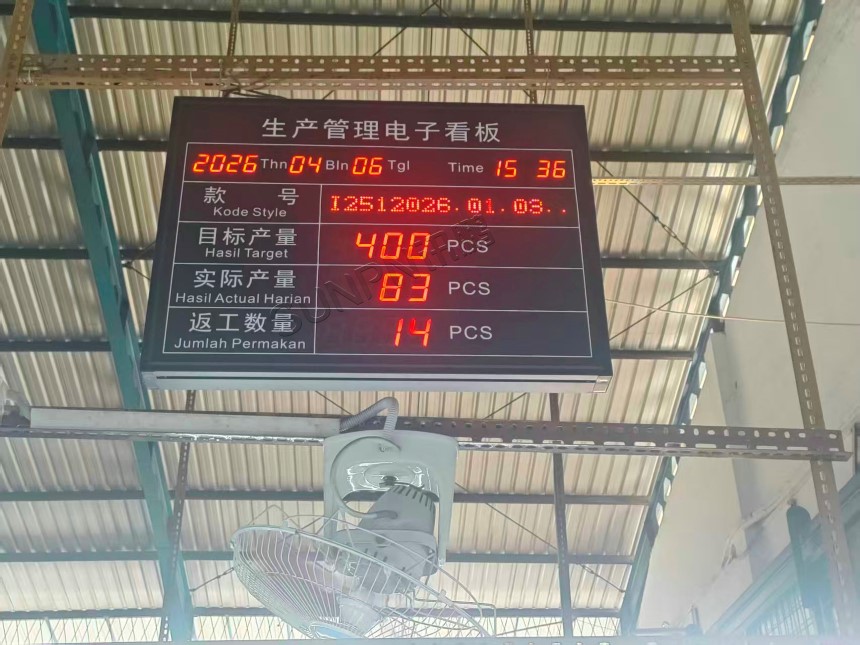 生产管理电子看板
2026 Thn 04 Bln 06 Tgl Time 15 36
款 号 I2512026.01.03..
Kode Style
目标产量 400 PCS
Hasil Target
实际产量 83 PCS
Hasil Actual Harian
返工数量 14 PCS
Jumlah Permakan